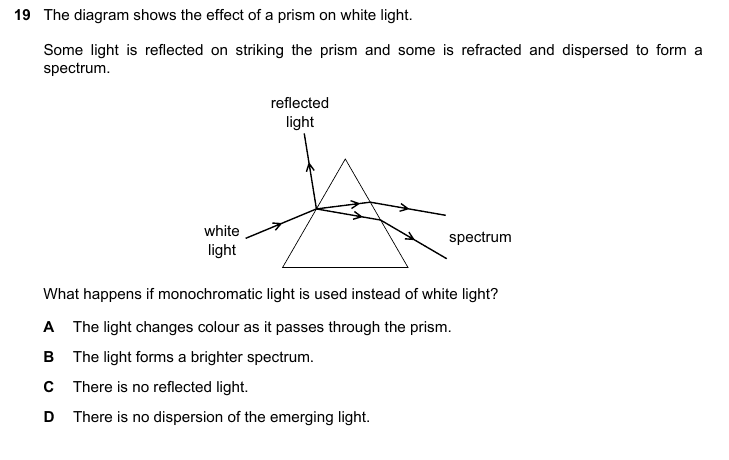 19 The diagram shows the effect of a prism on white light.
Some light is reflected on striking the prism and some is refracted and dispersed to form a
spectrum.
reflected
light
white
light
spectrum
What happens if monochromatic light is used instead of white light?
A The light changes colour as it passes through the prism.
B The light forms a brighter spectrum.
C There is no reflected light.
D There is no dispersion of the emerging light.